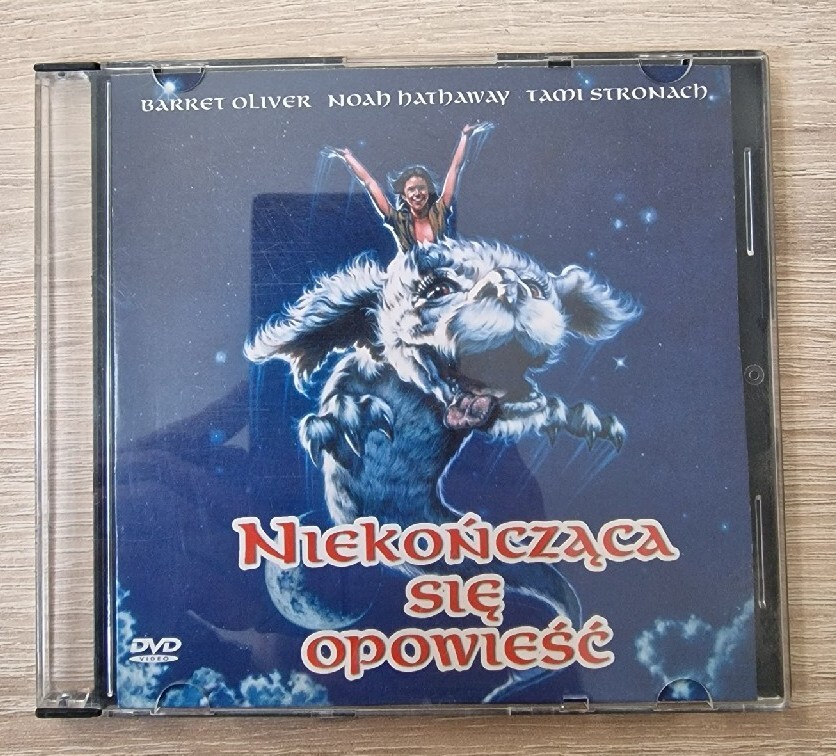 BARRET OLIVER NOAH HATHAWAY TAMI STRONACH
NIEKOŃCZĄCA
SIĘ
OPOWIEŚĆ
DVD
VIDEO